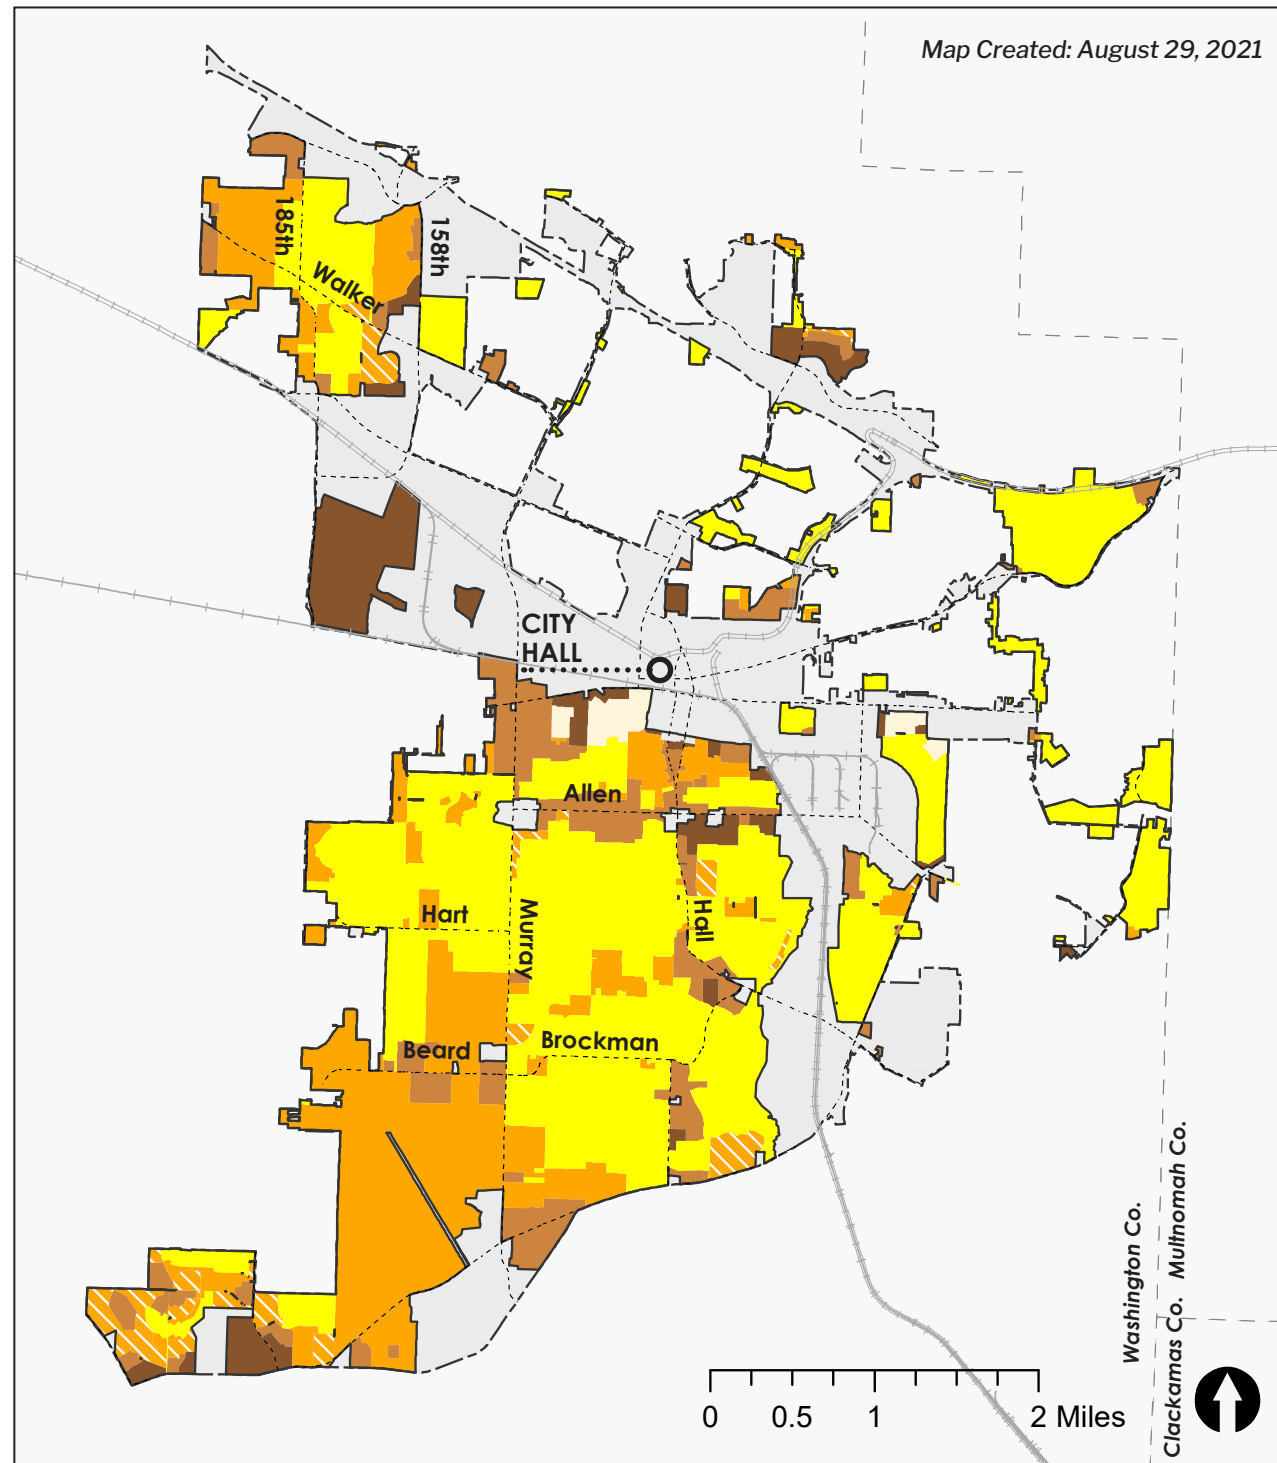 Map Created: August 29, 2021
185th
158th
Walker
CITY
HALL
Allen
Hart
Murray
Hall
Beard
Brockman
Washington Co.
Clackamas Co. Multnomah Co.
0 0.5 1 2 Miles